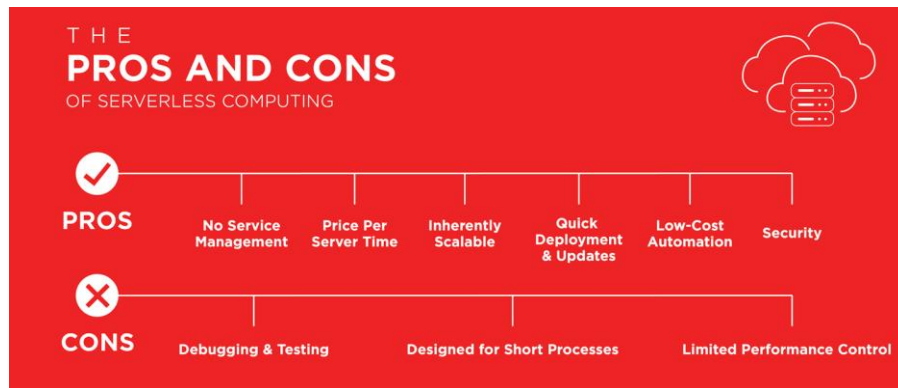 THE
PROS AND CONS
OF SERVERLESS COMPUTING
PROS
No Service
Management
Price Per
Server Time
Inherently
Scalable
Quick
Deployment
& Updates
Low-Cost
Automation
Security
CONS
Debugging & Testing
Designed for Short Processes
Limited Performance Control